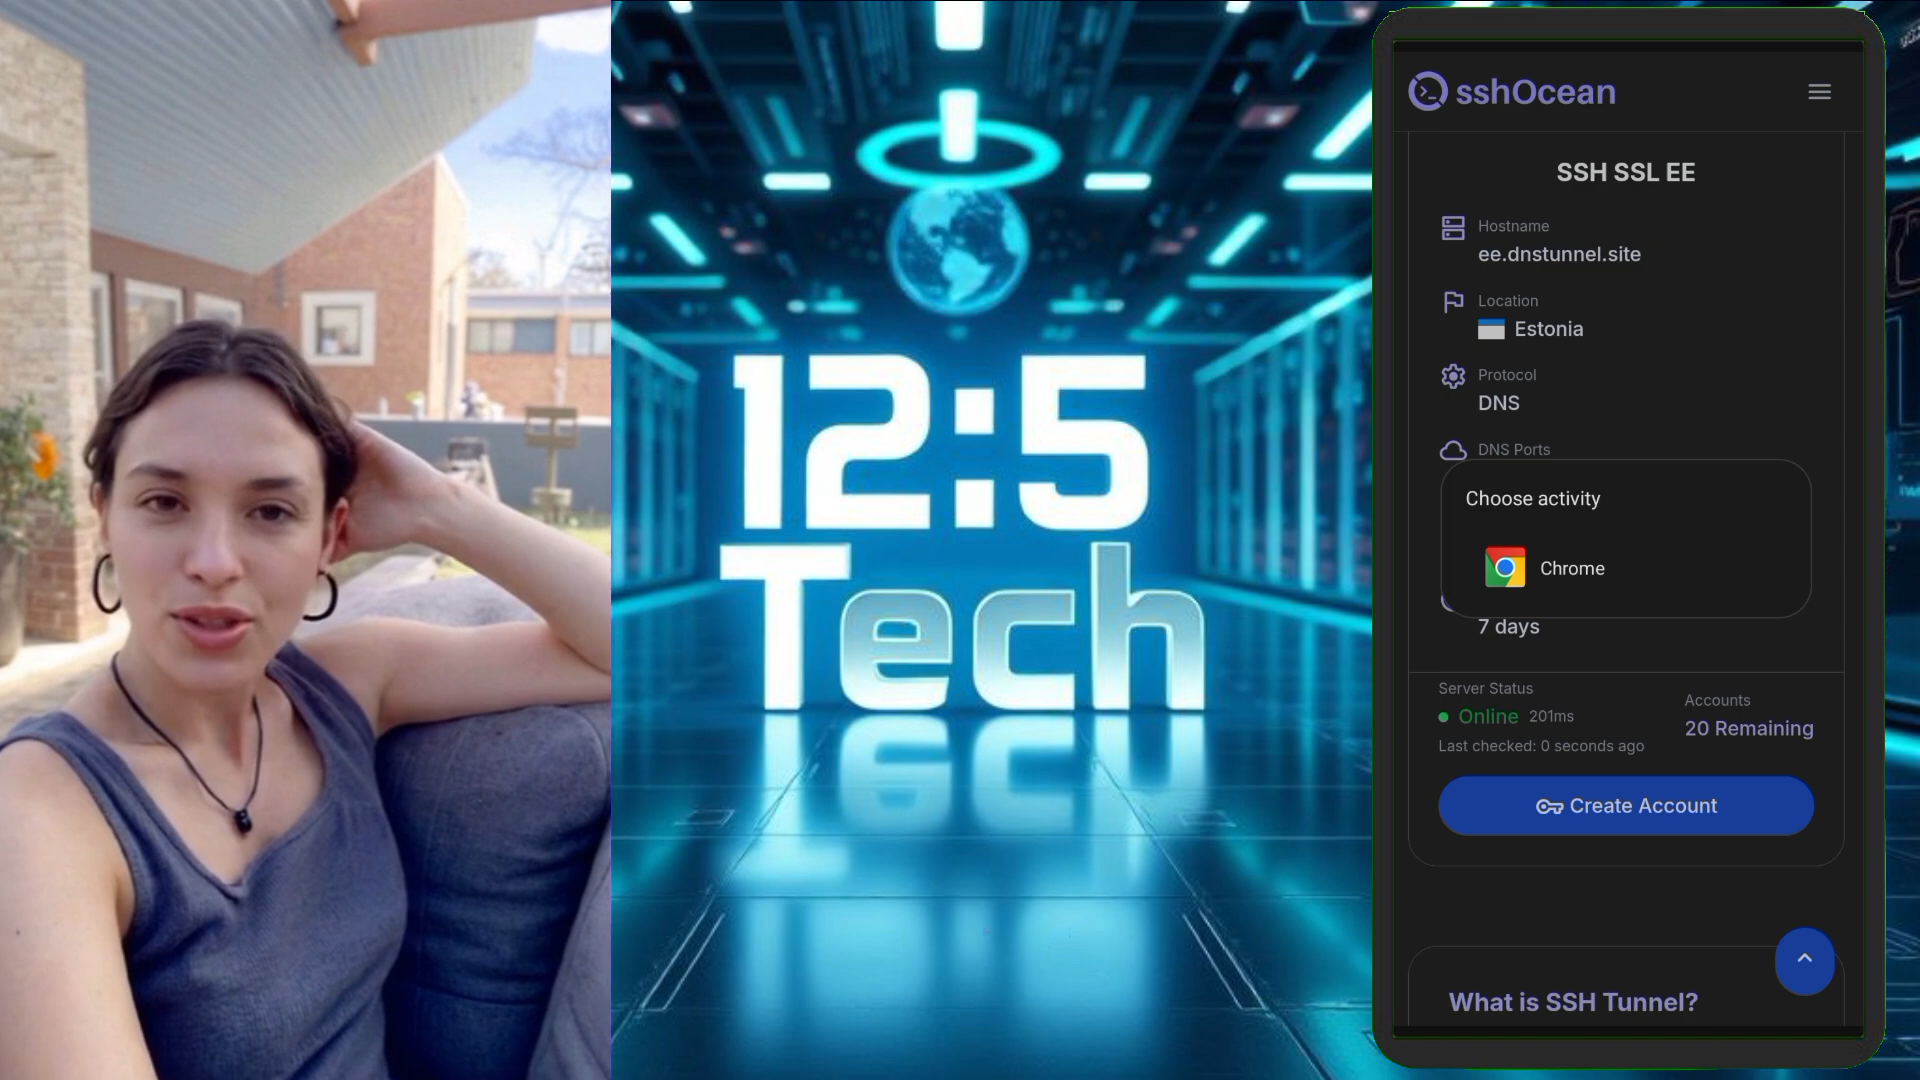 12:5
Tech
sshOcean
SSH SSL EE
Hostname
ee.dnstunnel.site
Location
Estonia
Protocol
DNS
DNS Ports
Choose activity
Chrome
7 days
Server Status
Online 201ms
Last checked: 0 seconds ago
Accounts
20 Remaining
Create Account
What is SSH Tunnel?